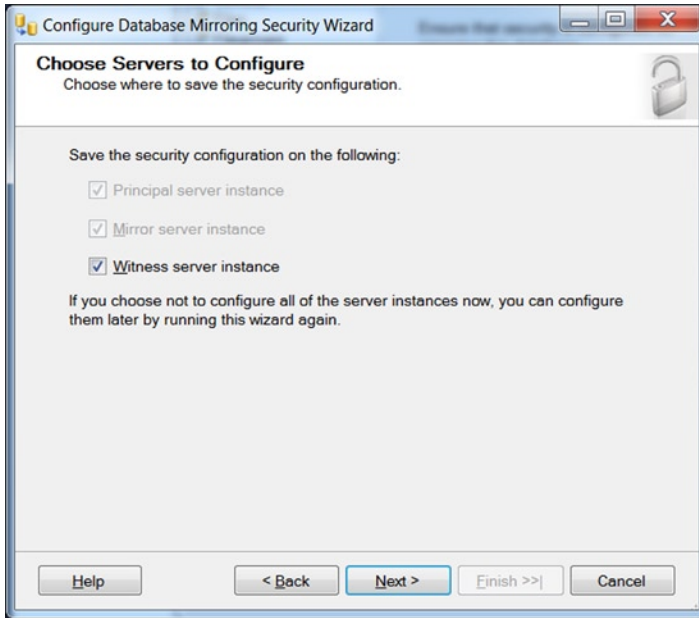 Configure Database Mirroring Security Wizard
Choose Servers to Configure
Choose where to save the security configuration.
Save the security configuration on the following:
Principal server instance
Mirror server instance
Witness server instance
If you choose not to configure all of the server instances now, you can configure
them later by running this wizard again.
Help
< Back
Next >
Finish >>|
Cancel